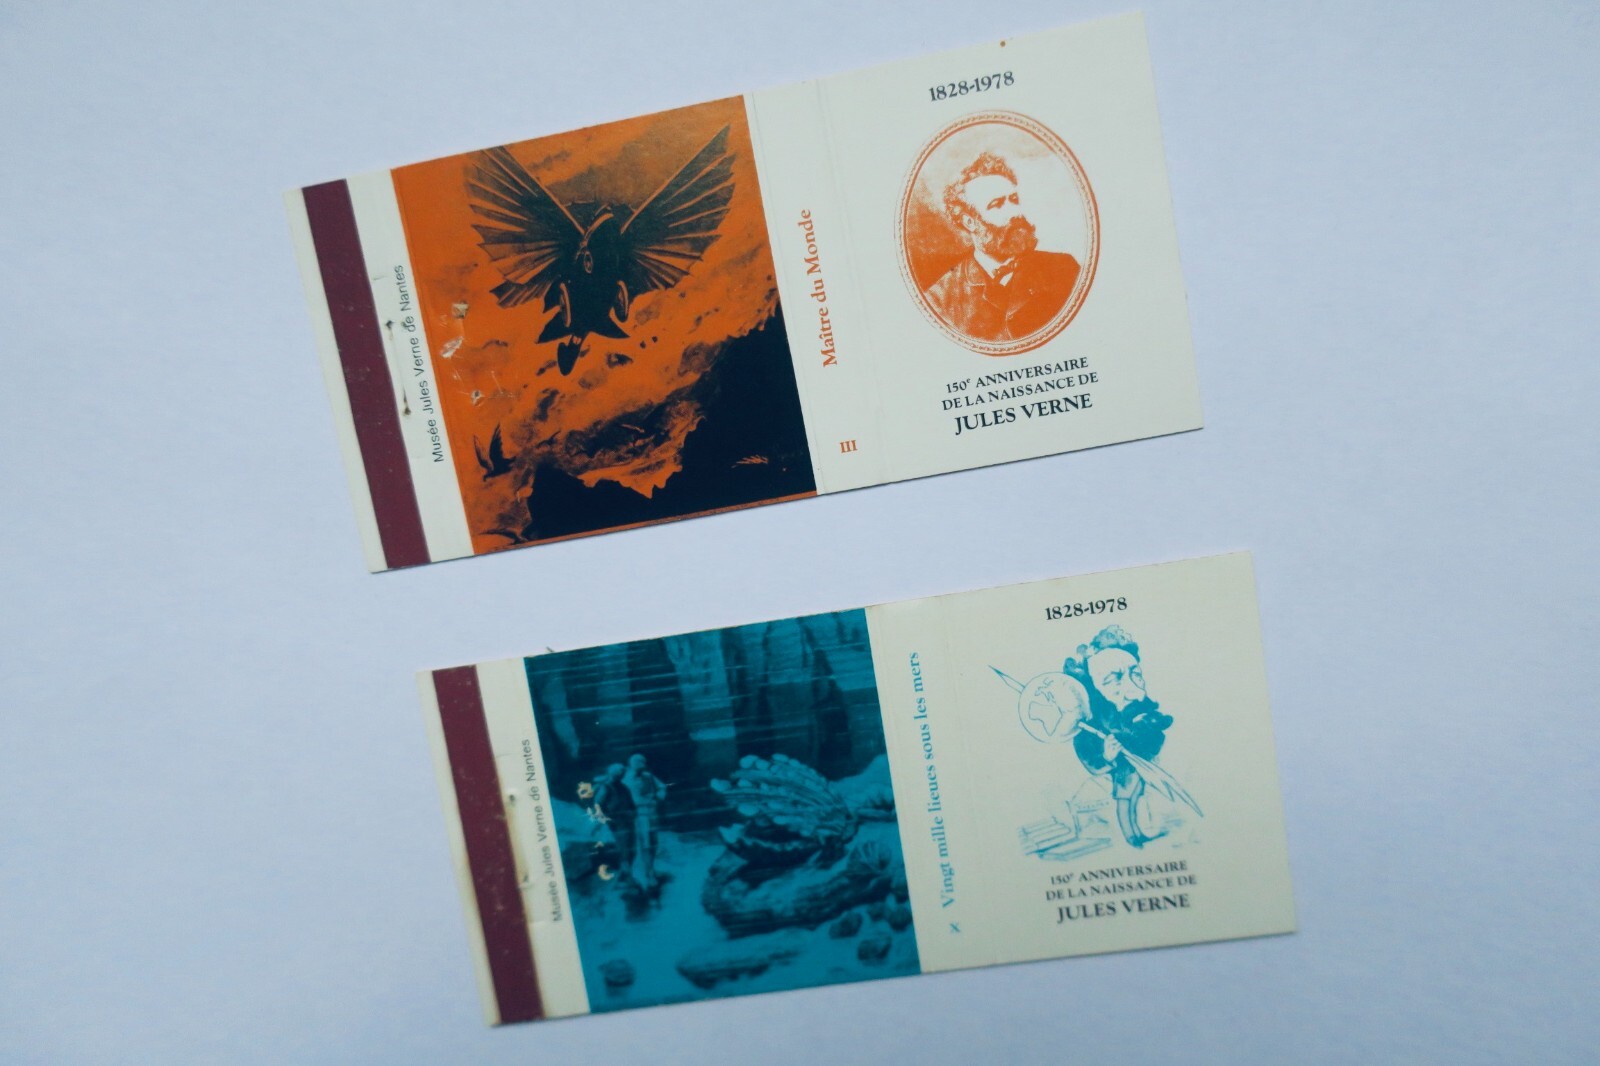 Musée Jules Verne de Nantes
Maître du Monde
III
1828-1978
150e ANNIVERSAIRE
DE LA NAISSANCE DE
JULES VERNE
Musée Jules Verne de Nantes
Vingt mille lieues sous les mers
X
1828-1978
150e ANNIVERSAIRE
DE LA NAISSANCE DE
JULES VERNE